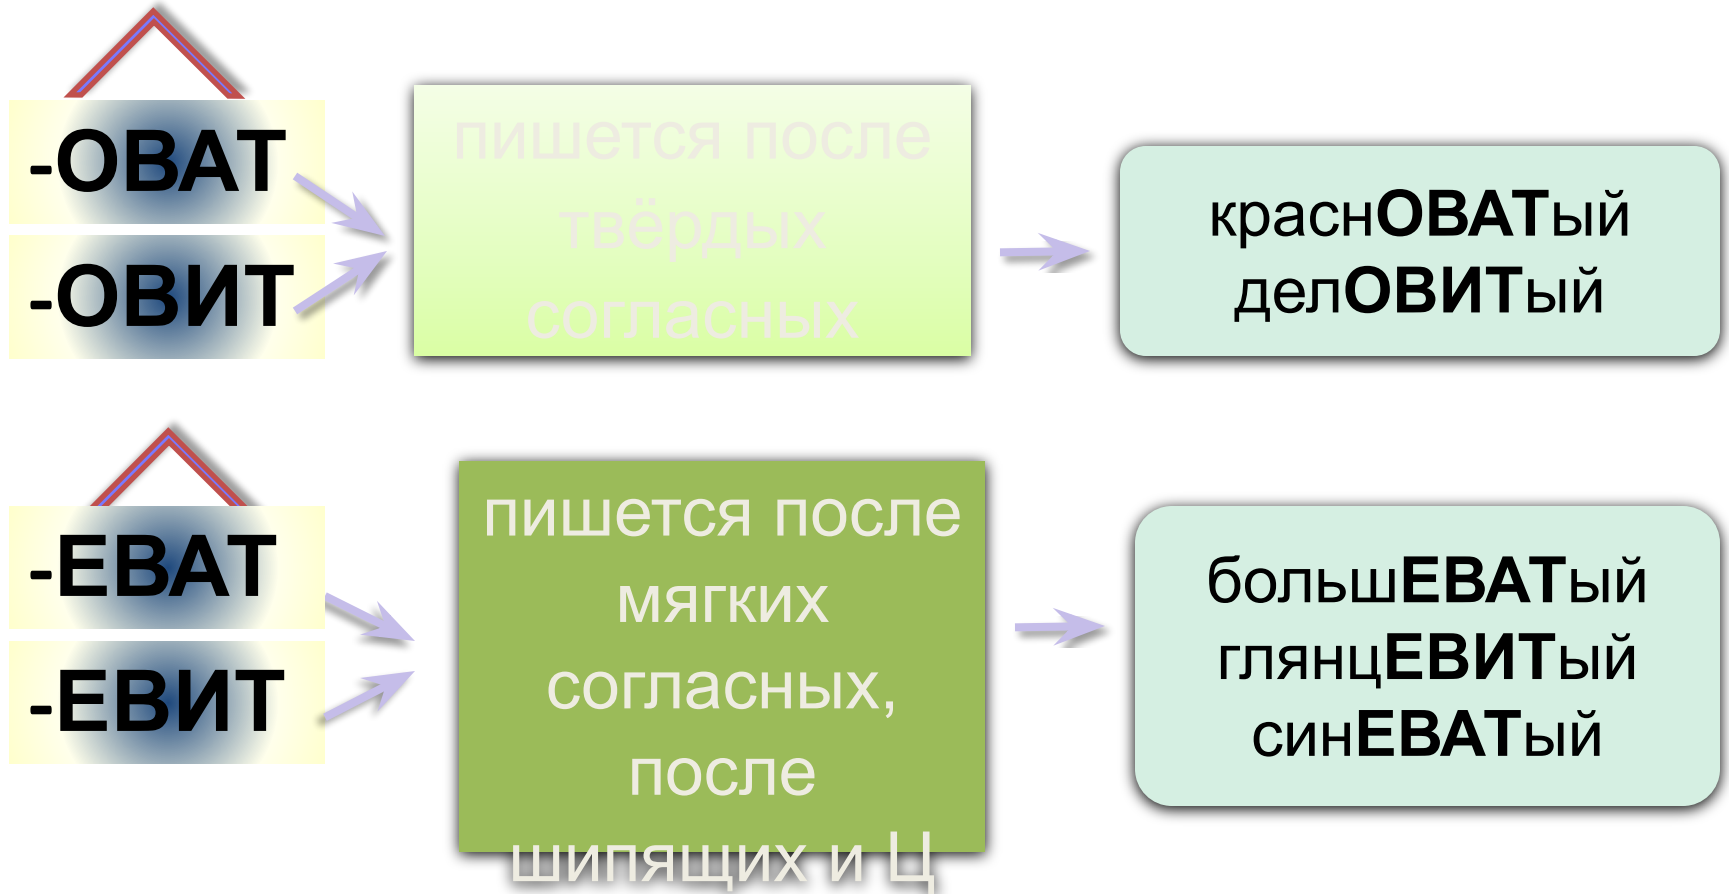 -ОВАТ
-ОВИТ
пишется после
твёрдых
согласных
краснОВАТый
делОВИТый
-ЕВАТ
-ЕВИТ
пишется после
мягких
согласных,
после
шипящих и Ц
большЕВАТый
глянцЕВИТый
синЕВАТый